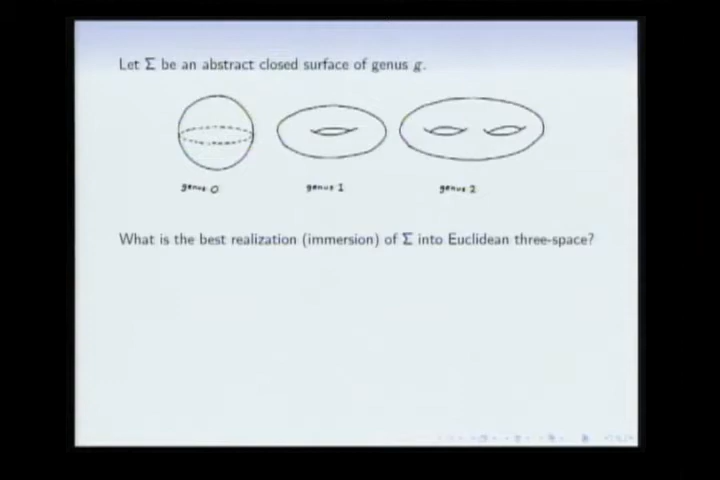 Let Σ be an abstract closed surface of genus g.
genus 0 genus 1 genus 2
What is the best realization (immersion) of Σ into Euclidean three-space?